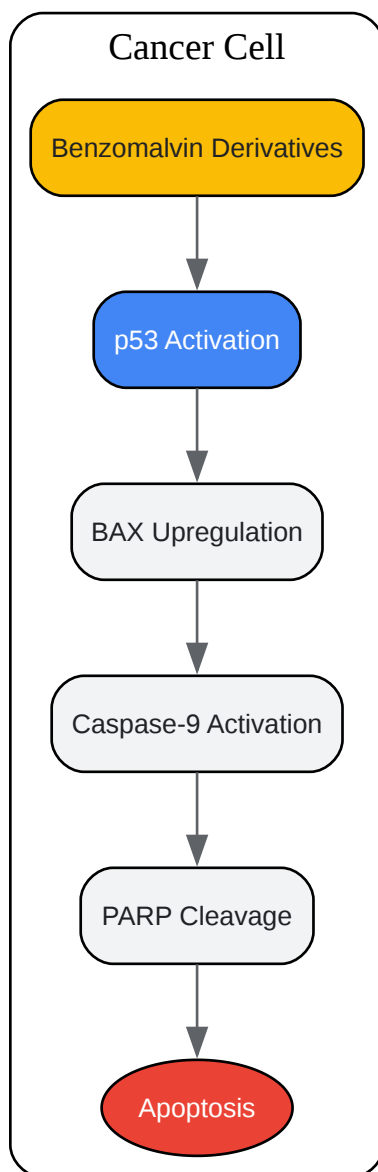 Cancer Cell
Benzomalvin Derivatives
p53 Activation
BAX Upregulation
Caspase-9 Activation
PARP Cleavage
Apoptosis